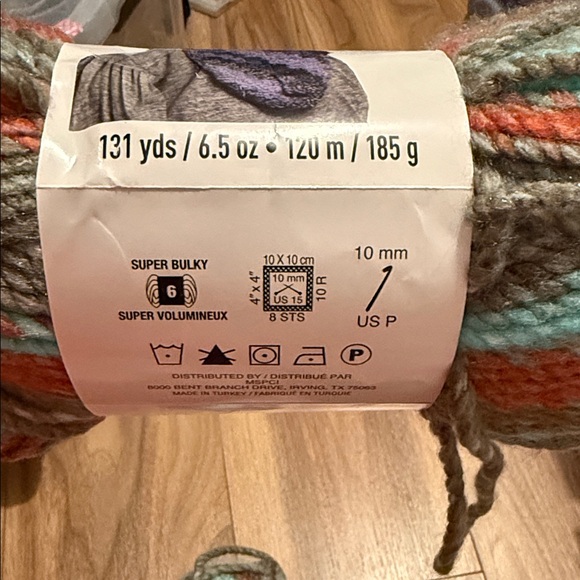 131 yds / 6.5 oz • 120 m / 185 g
SUPER BULKY
6
SUPER VOLUMINEUX
10 X 10 cm
4" x 4"
10 mm
US 15
10 R
8 STS
10 mm
US P
P
DISTRIBUTED BY / DISTRIBUÉ PAR
MSPCI
8000 BENT BRANCH DRIVE, IRVING, TX 75063
MADE IN TURKEY / FABRIQUÉ EN TURQUIE